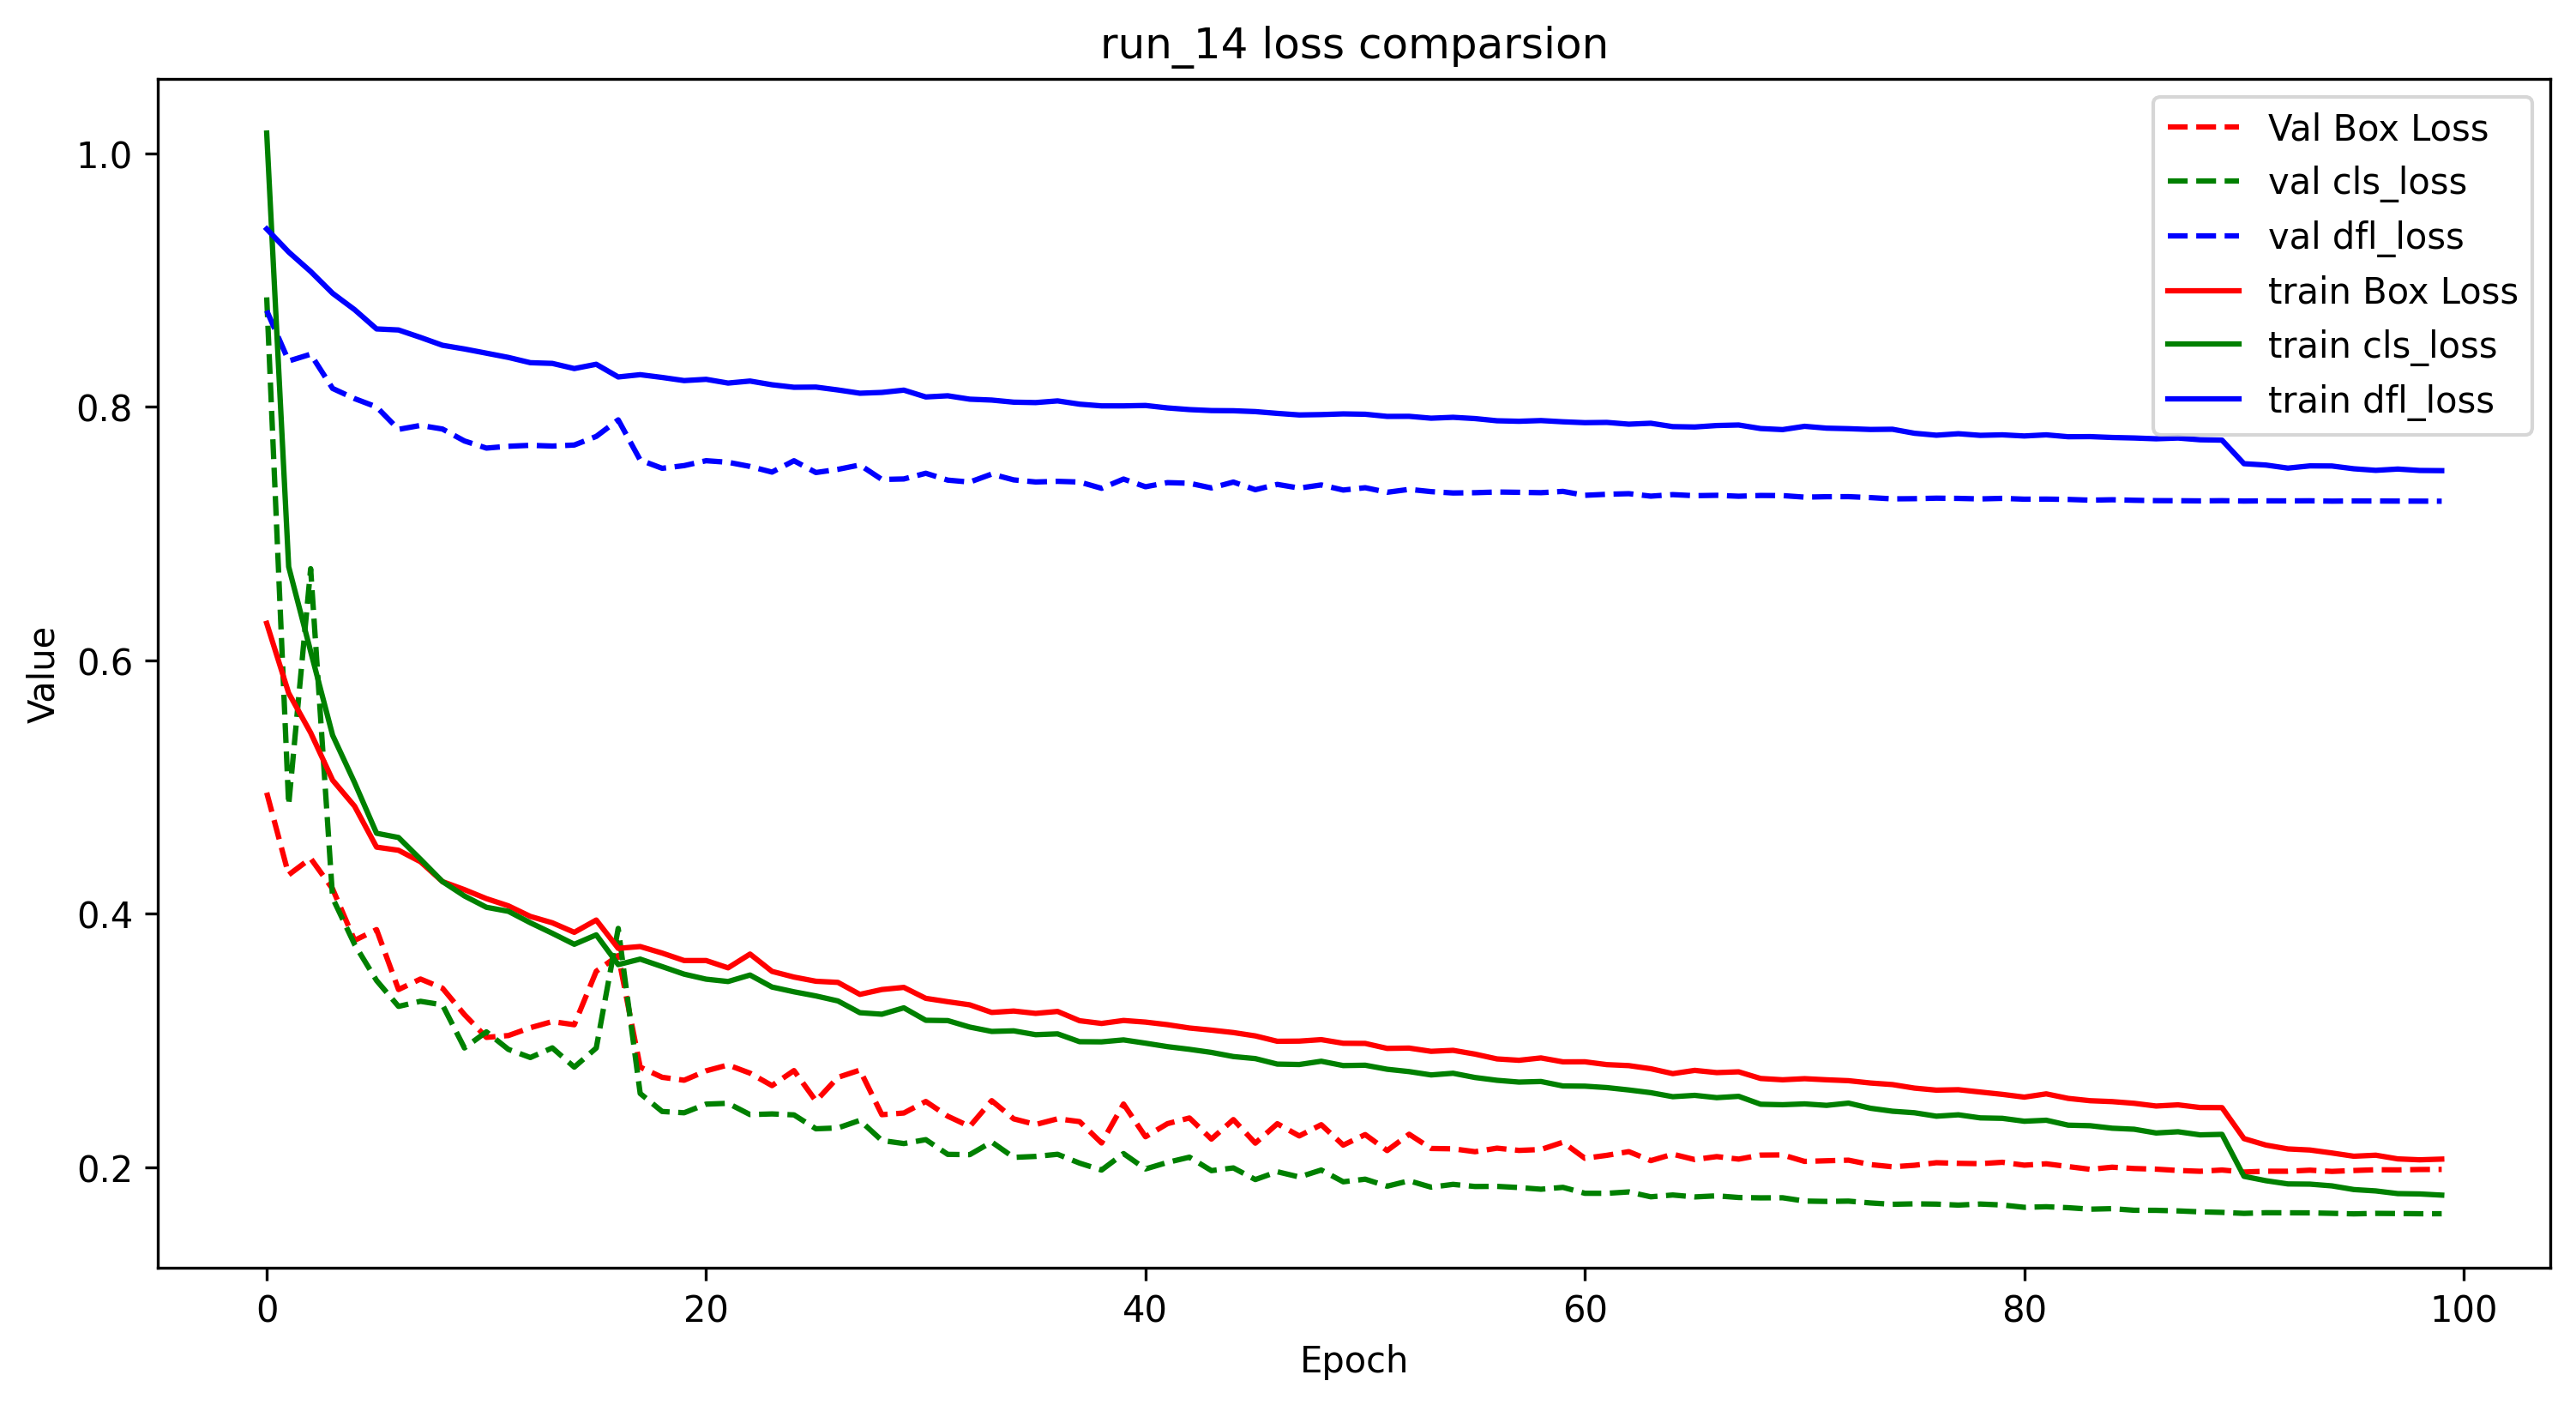 run_14 loss comparsion
Val Box Loss
val cls_loss
val dfl_loss
train Box Loss
train cls_loss
train dfl_loss
1.0
0.8
0.6
0.4
0.2
Value
0 20 40 60 80 100
Epoch